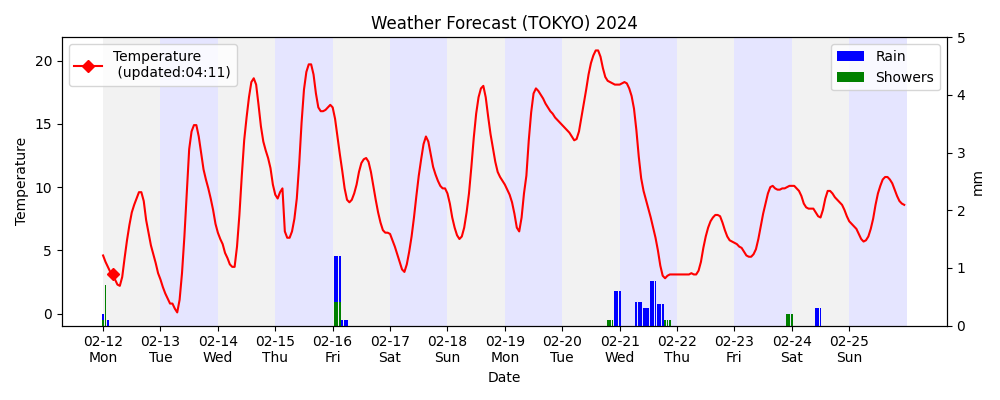 Weather Forecast (TOKYO) 2024
Temperature
(updated:04:11)
Rain
Showers
Temperature
20
15
10
5
0
5
4
3
2
1
0
mm
02-12 02-13 02-14 02-15 02-16 02-17 02-18 02-19 02-20 02-21 02-22 02-23 02-24 02-25
Mon Tue Wed Thu Fri Sat Sun Mon Tue Wed Thu Fri Sat Sun
Date